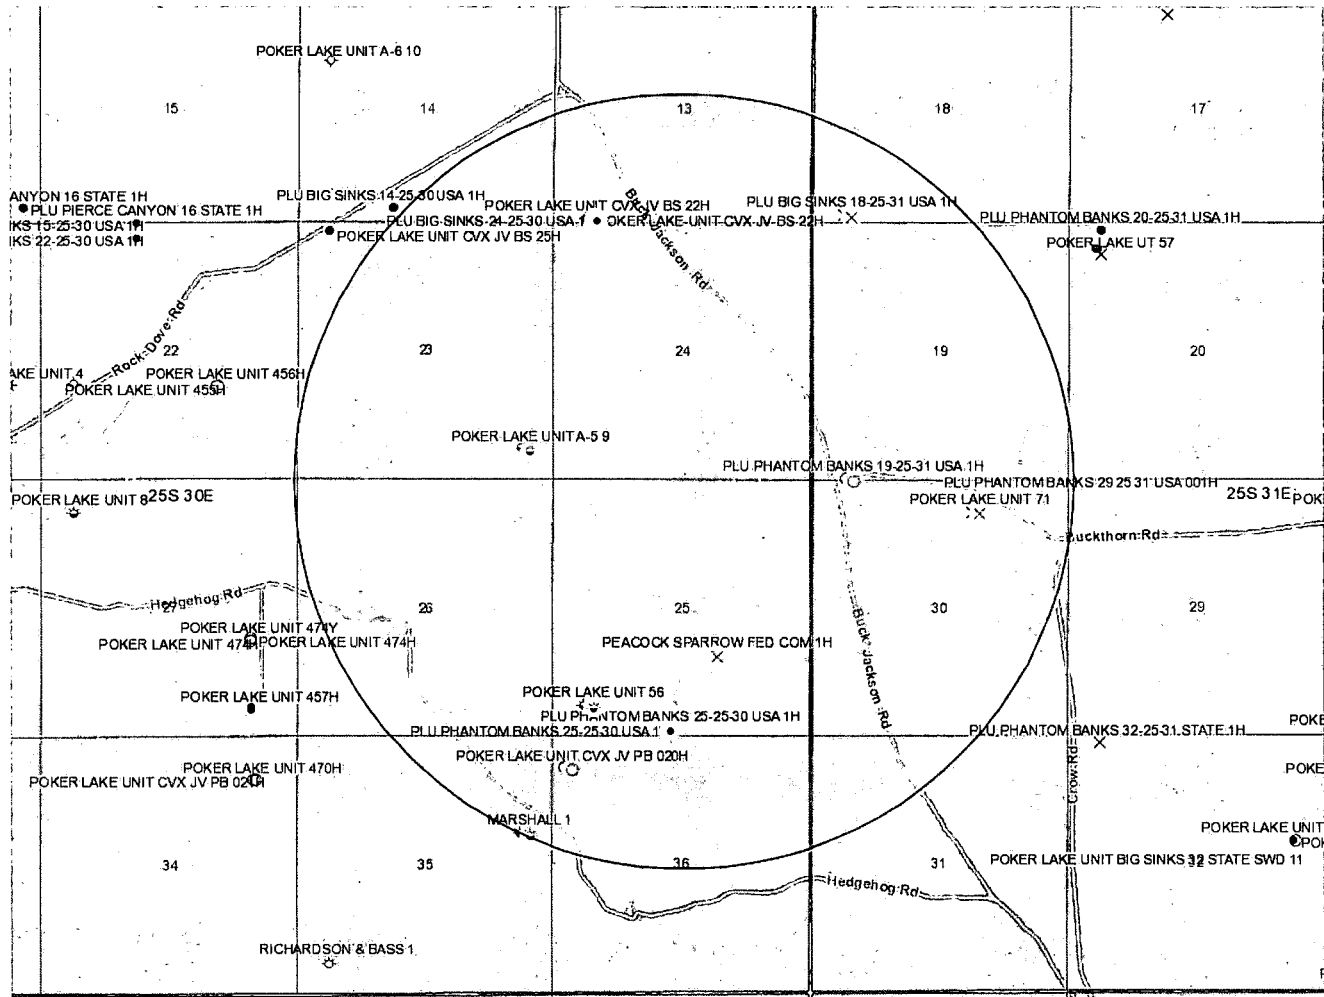 POKER LAKE UNIT A-6 10
15
14
13
18
17
ANYON 16 STATE 1H
PLU PIERCE CANYON 16 STATE 1H
KS 15-25-30 USA 1H
IKS 22-25-30 USA 1H
PLU BIG SINKS 14-25-30 USA 1H
POKER LAKE UNIT CVX JV BS 22H
PLU BIG SINKS 24-25-30 USA 1
OKER LAKE UNIT CVX JV BS 22H
POKER LAKE UNIT CVX JV BS 25H
PLU BIG SINKS 18-25-31 USA 1H
PLU PHANTOM BANKS 20-25-31 USA 1H
POKER LAKE UT 57
Buck Jackson Rd
Rock Dove Rd
22
23
24
19
20
AKE UNIT 4
POKER LAKE UNIT 456H
POKER LAKE UNIT 455H
POKER LAKE UNIT A-5 9
PLU PHANTOM BANKS 19-25-31 USA 1H
PLU PHANTOM BANKS 29 25 31 USA 001H
POKER LAKE UNIT 8
25S 30E
POKER LAKE UNIT 71
25S 31E
POK
Buckthorn Rd
Hedgehog Rd
27
26
25
30
29
POKER LAKE UNIT 474Y
POKER LAKE UNIT 474H
POKER LAKE UNIT 474H
PEACOCK SPARROW FED COM 1H
Buck Jackson Rd
POKER LAKE UNIT 457H
POKER LAKE UNIT 56
PLU PHANTOM BANKS 25-25-30 USA 1H
PLU PHANTOM BANKS 25-25-30 USA 1
PLU PHANTOM BANKS 32-25-31 STATE 1H
POKE
POKER LAKE UNIT CVX JV PB 020H
POKER LAKE UNIT 470H
POKER LAKE UNIT CVX JV PB 021H
POKE
Crow Rd
MARSHALL 1
POKER LAKE UNIT
POK
34
35
36
31
32
POKER LAKE UNIT BIG SINKS 32 STATE SWD 11
Hedgehog Rd
RICHARDSON & BASS 1